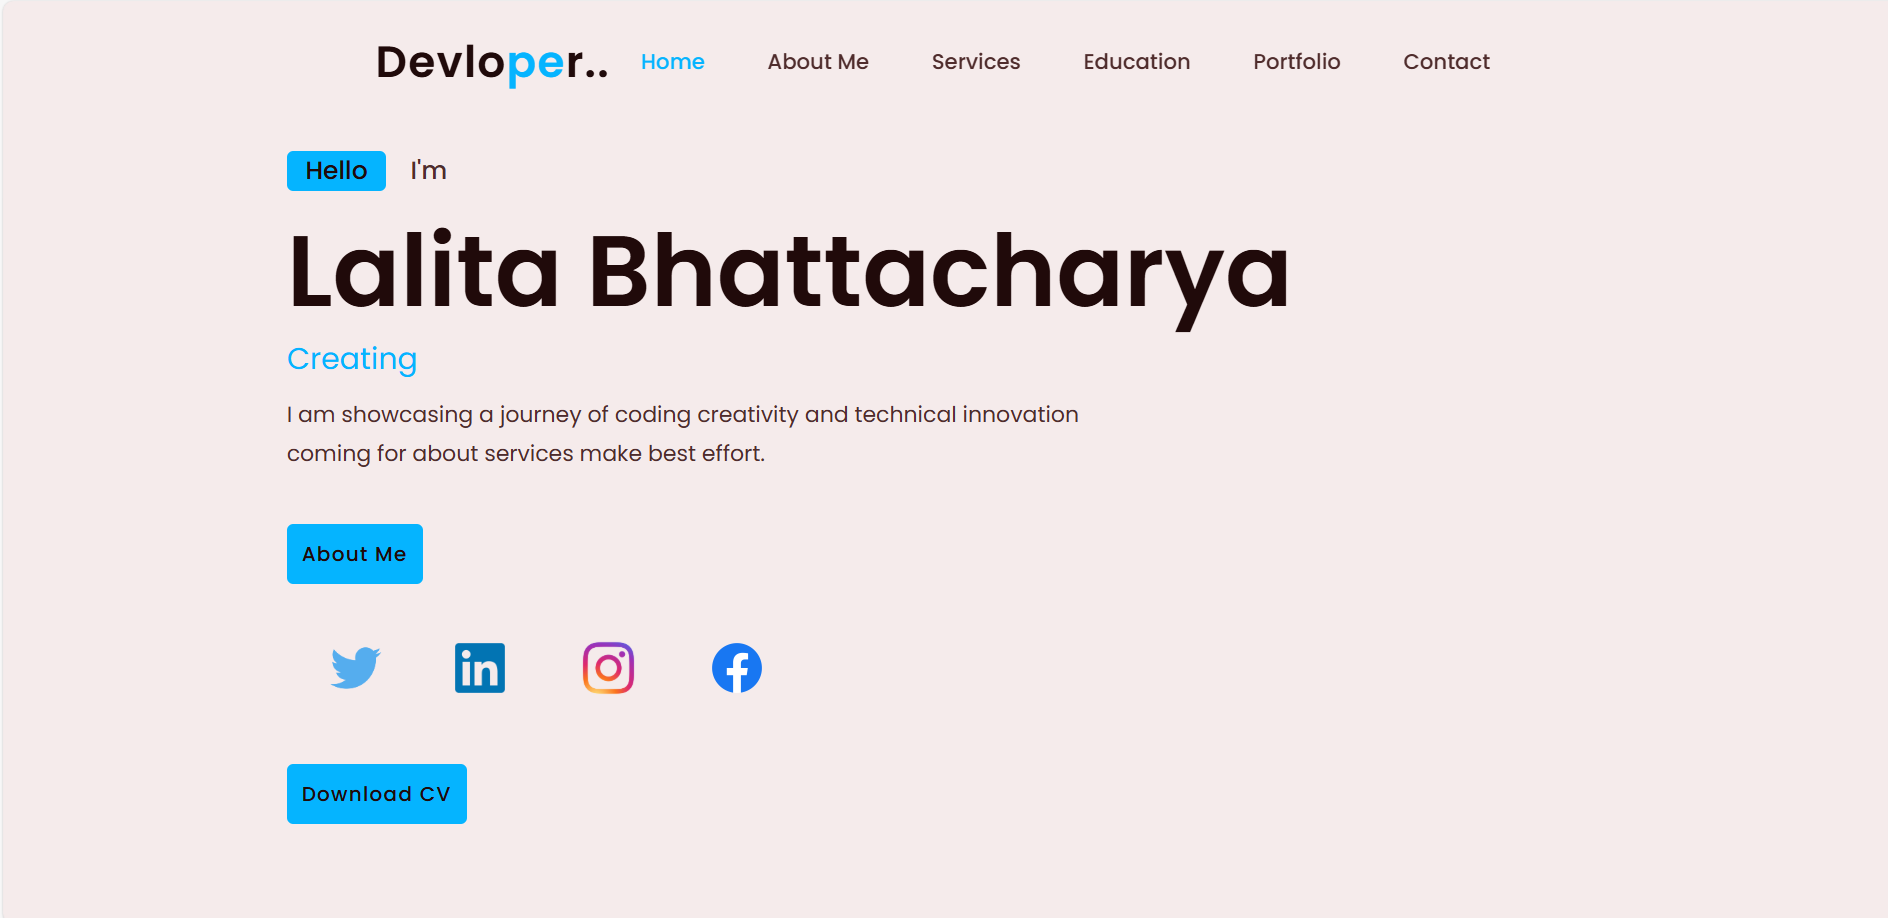 Devloper.. Home About Me Services Education Portfolio Contact
Hello I'm
Lalita Bhattacharya
Creating
I am showcasing a journey of coding creativity and technical innovation
coming for about services make best effort.
About Me
in
Download CV